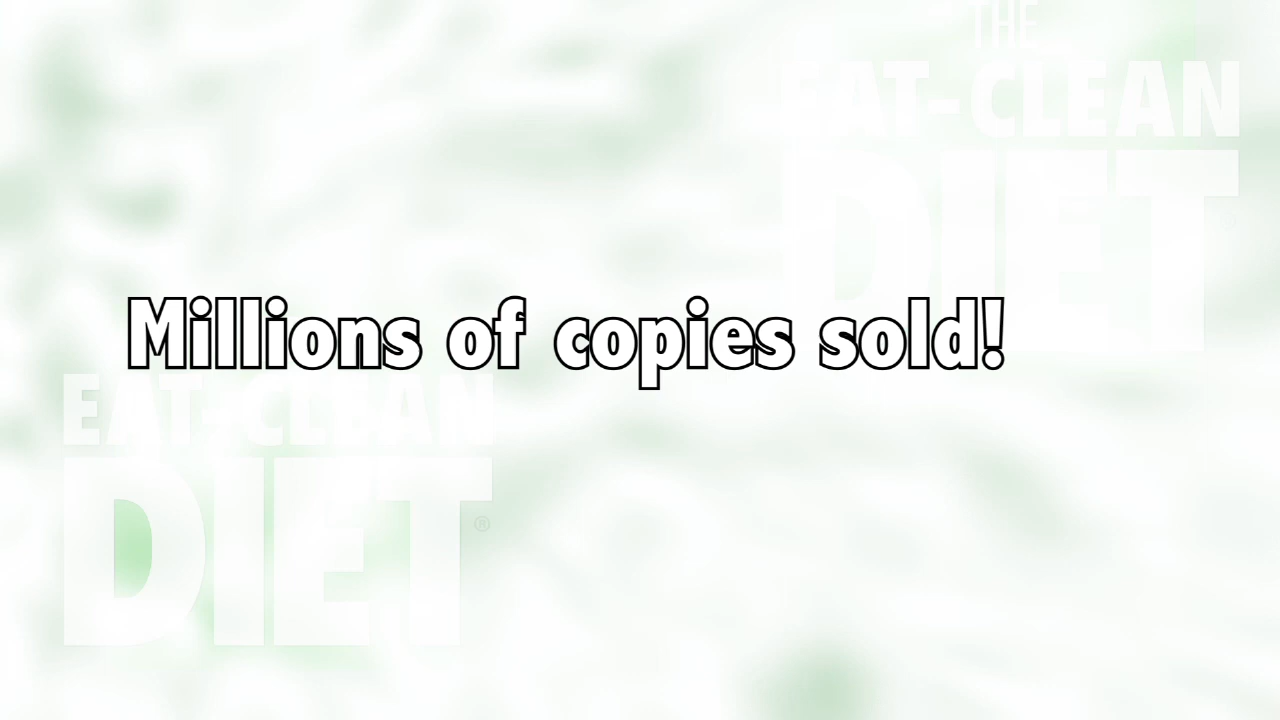 THE
EAT-CLEAN
DIET
Millions of copies sold!
EAT-CLEAN
DIET®